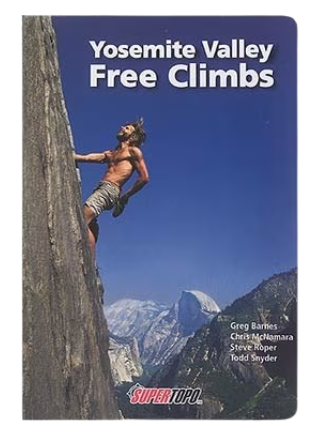 Yosemite Valley
Free Climbs
Greg Barnes
Chris McNamara
Steve Roper
Todd Snyder
SUPERTOPO